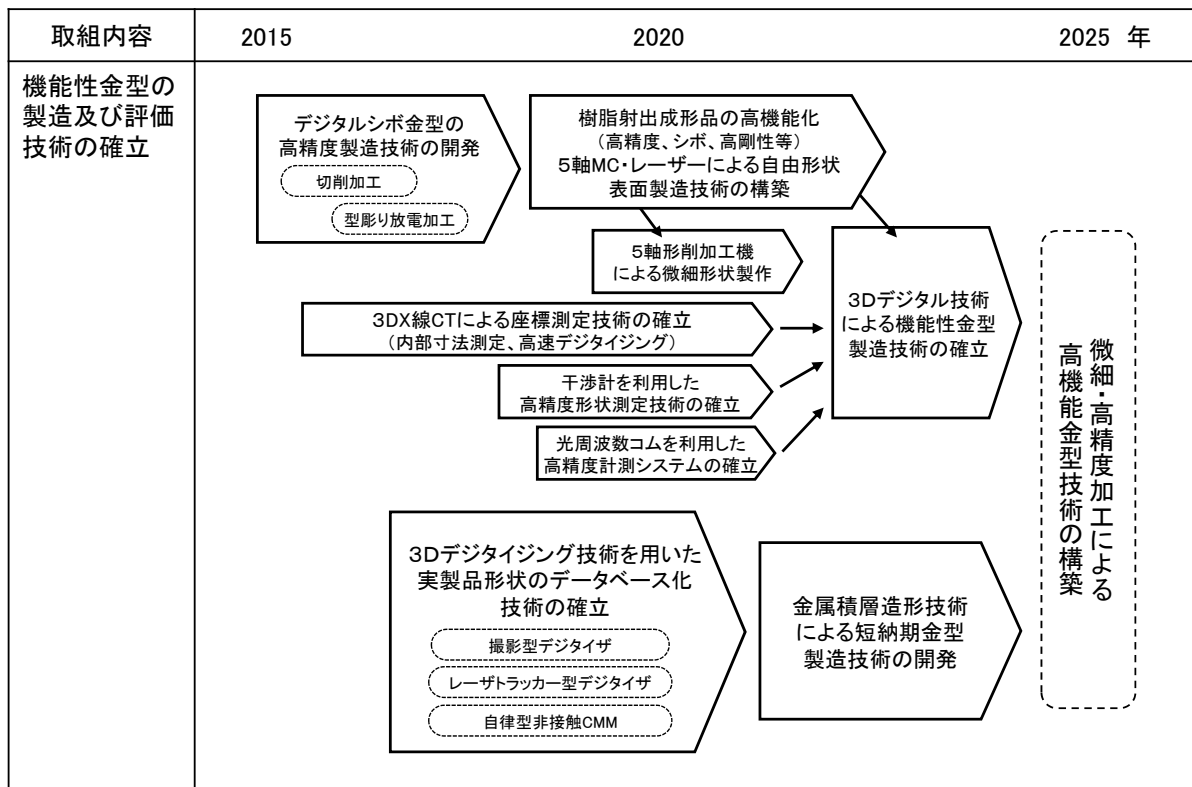 取組内容
2015
2020
2025 年
機能性金型の
製造及び評価
技術の確立
デジタルシボ金型の
高精度製造技術の開発
切削加工
型彫り放電加工
樹脂射出成形品の高機能化
(高精度、シボ、高剛性等)
5軸MC・レーザーによる自由形状
表面製造技術の構築
5軸形削加工機
による微細形状製作
3DX線CTによる座標測定技術の確立
(内部寸法測定、高速デジタイジング)
干渉計を利用した
高精度形状測定技術の確立
光周波数コムを利用した
高精度計測システムの確立
3Dデジタル技術
による機能性金型
製造技術の確立
3Dデジタイジング技術を用いた
実製品形状のデータベース化
技術の確立
撮影型デジタイザ
レーザトラッカー型デジタイザ
自律型非接触CMM
金属積層造形技術
による短納期金型
製造技術の開発
微細・高精度加工による
高機能金型技術の構築